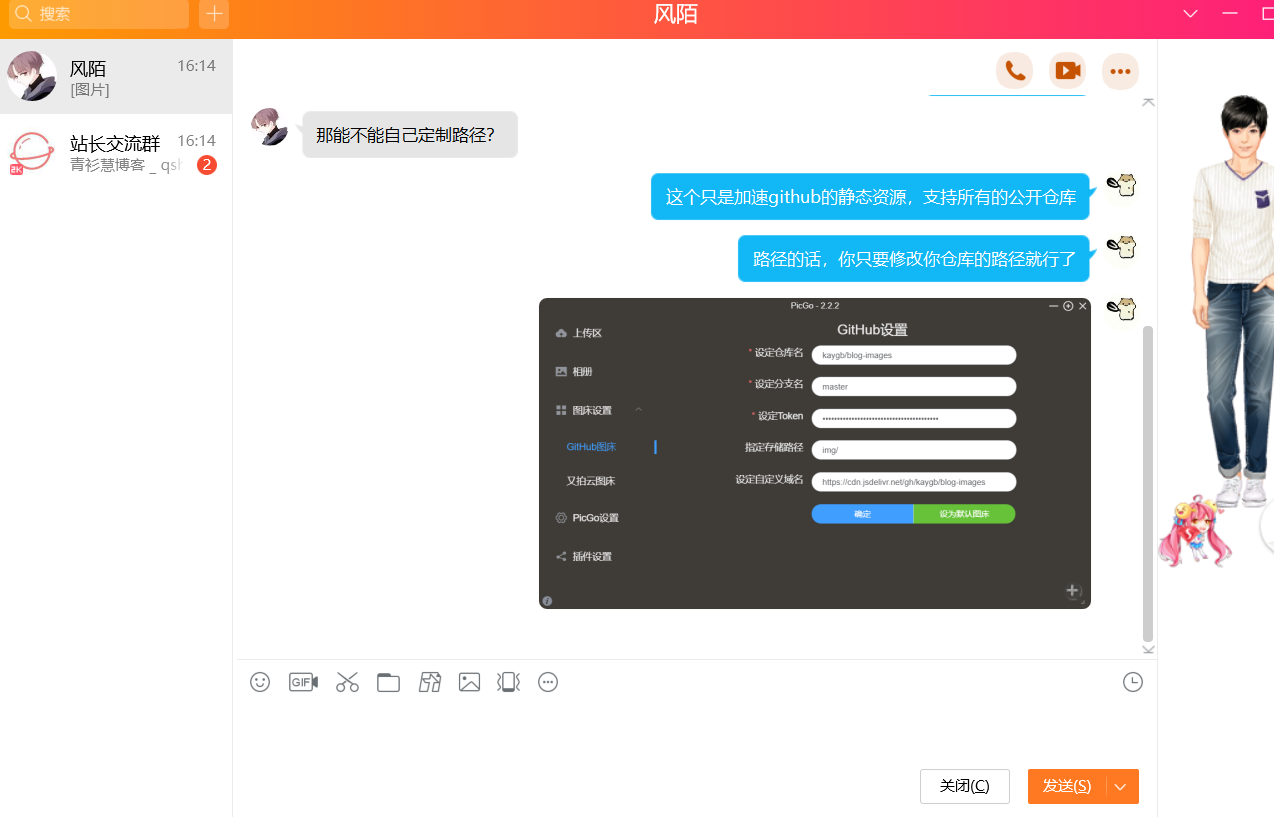 搜索
风陌
风陌 16:14
[图片]
站长交流群 16:14
青衫慧博客 _ qsh
2
2K
那能不能自己定制路径？
这个只是加速github的静态资源，支持所有的公开仓库
路径的话，你只要修改你仓库的路径就行了
PicGo - 2.2.2
上传区
相册
图床设置
GitHub图床
又拍云图床
PicGo设置
插件设置
GitHub设置
* 设定仓库名 kaygb/blog-images
* 设定分支名 master
* 设定Token
指定存储路径 img/
设定自定义域名 https://cdn.jsdelivr.net/gh/kaygb/blog-images
确定 设为默认图床
GIF
关闭(C) 发送(S)